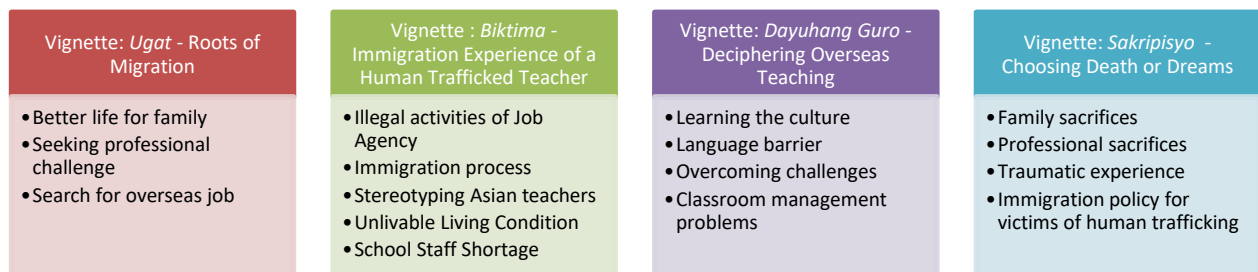 Vignette: Ugat - Roots of
Migration
• Better life for family
• Seeking professional
challenge
• Search for overseas job
Vignette : Biktima -
Immigration Experience of a
Human Trafficked Teacher
• Illegal activities of Job
Agency
• Immigration process
• Stereotyping Asian teachers
• Unlivable Living Condition
• School Staff Shortage
Vignette: Dayuhang Guro -
Deciphering Overseas
Teaching
• Learning the culture
• Language barrier
• Overcoming challenges
• Classroom management
problems
Vignette: Sakripisyo -
Choosing Death or Dreams
• Family sacrifices
• Professional sacrifices
• Traumatic experience
• Immigration policy for
victims of human trafficking